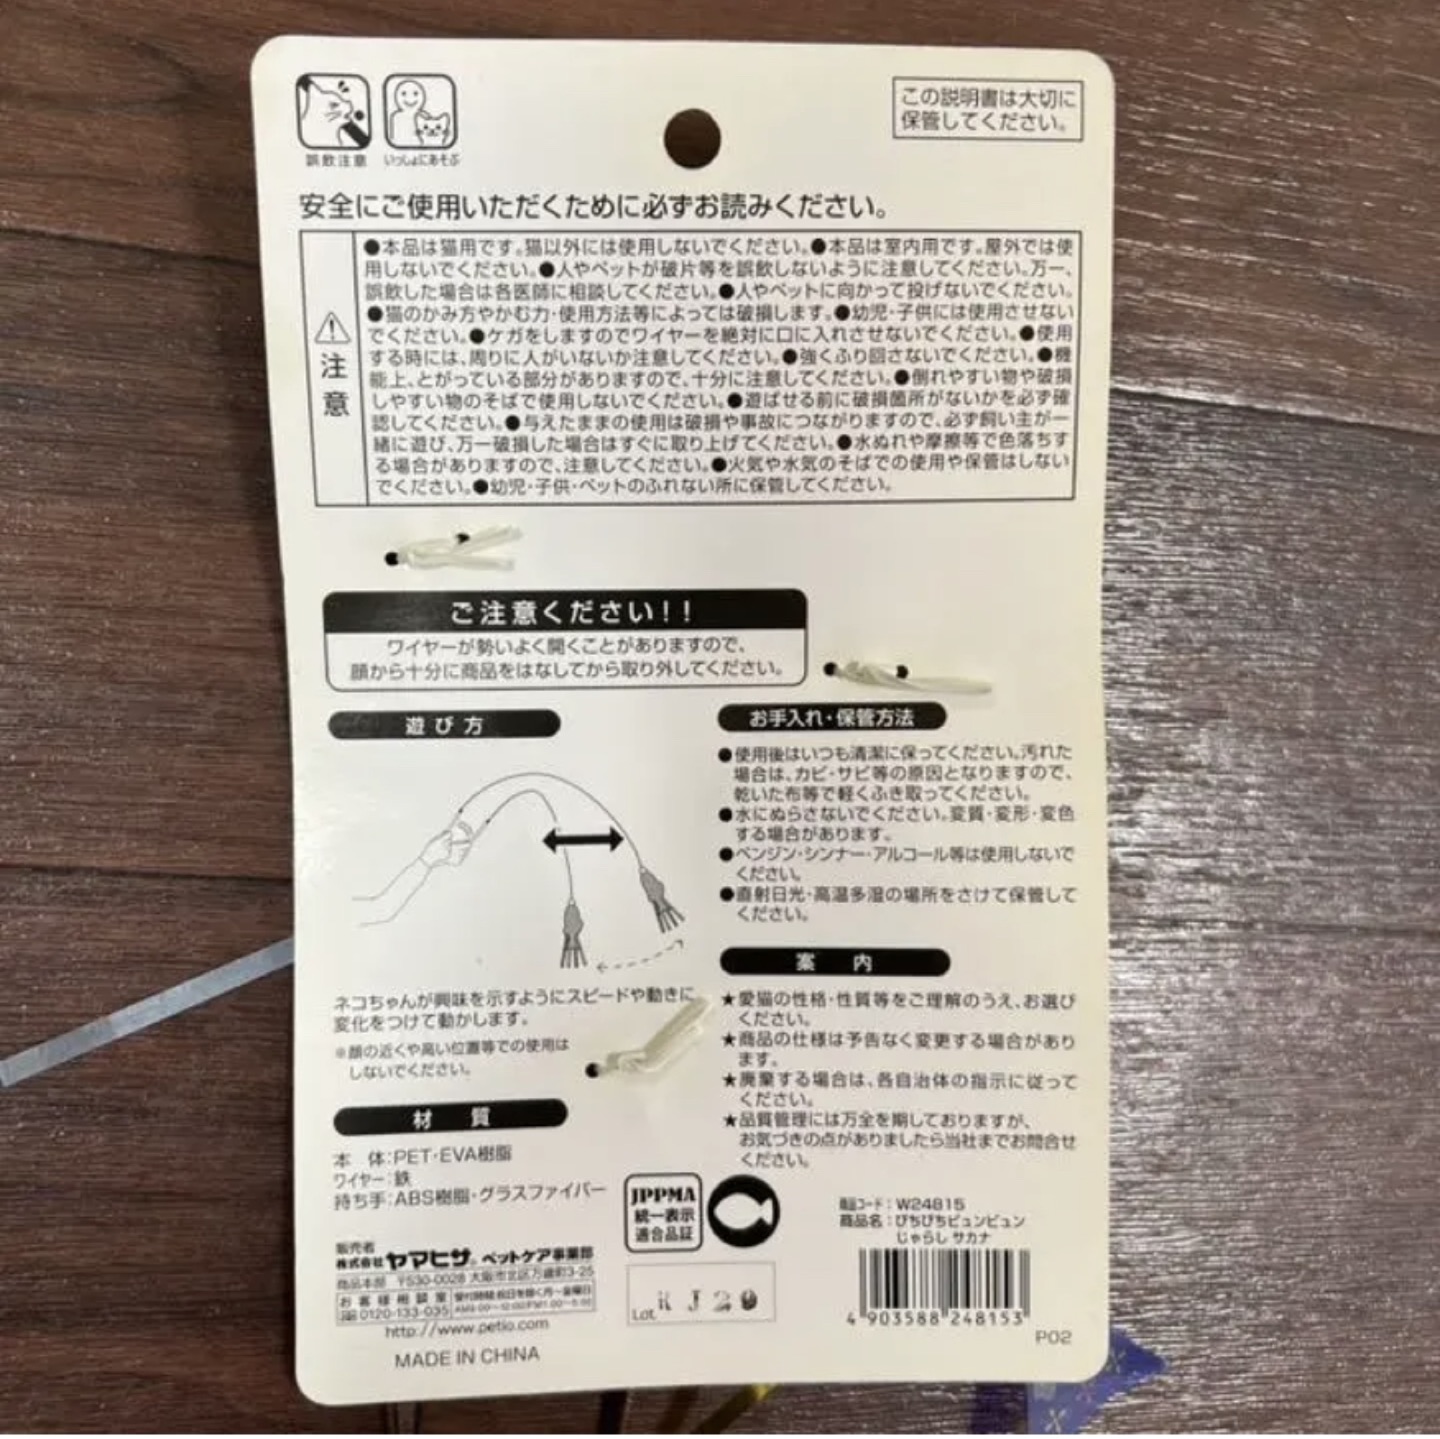 誤飲注意
いっしょにあそぶ
この説明書は大切に
保管してください。
安全にご使用いただくために必ずお読みください。
注意
●本品は猫用です。猫以外には使用しないでください。●本品は室内用です。屋外では使
用しないでください。●人やペットが破片等を誤飲しないように注意してください。万一、
誤飲した場合は各医師に相談してください。●人やペットに向かって投げないでください。
●猫のかみ方やかむ力・使用方法等によっては破損します。●幼児・子供には使用させない
でください。●ケガをしますのでワイヤーを絶対に口に入れさせないでください。●使用
する時には、周りに人がいないか注意してください。●強くふり回さないでください。●機
能上、とがっている部分がありますので、十分に注意してください。●倒れやすい物や破損
しやすい物のそばで使用しないでください。●遊ばせる前に破損箇所がないかを必ず確
認してください。●与えたままの使用は破損や事故につながりますので、必ず飼い主が一
緒に遊び、万一破損した場合はすぐに取り上げてください。●水ぬれや摩擦等で色落ちす
る場合がありますので、注意してください。●火気や水気のそばでの使用や保管はしない
でください。●幼児・子供・ペットのふれない所に保管してください。
ご注意ください!!
ワイヤーが勢いよく開くことがありますので、
顔から十分に商品をはなしてから取り外してください。
遊び方
ネコちゃんが興味を示すようにスピードや動きに
変化をつけて動かします。
※顔の近くや高い位置等での使用は
しないでください。
材質
本 体:PET・EVA樹脂
ワイヤー:鉄
持ち手:ABS樹脂・グラスファイバー
お手入れ・保管方法
●使用後はいつも清潔に保ってください。汚れた
場合は、カビ・サビ等の原因となりますので、
乾いた布等で軽くふき取ってください。
●水にぬらさないでください。変質・変形・変色
する場合があります。
●ベンジン・シンナー・アルコール等は使用しないで
ください。
●直射日光・高温多湿の場所をさけて保管して
ください。
案内
★愛猫の性格・性質等をご理解のうえ、お選び
ください。
★商品の仕様は予告なく変更する場合があり
ます。
★廃棄する場合は、各自治体の指示に従って
ください。
★品質管理には万全を期しておりますが、
お気づきの点がありましたら当社までお問合せ
ください。
販売者
株式会社ヤマヒサ。ペットケア事業部
商品本部 〒530-0028 大阪市北区万歳町3-25
お客様相談室
0120-133-035
受付時間:祝日を除く月~金曜日
AM9:00~12:00/PM1:00~5:00
http://www.petio.com
MADE IN CHINA
JPPMA
統一表示
適合品証
Lot. K J 20
商品コード: W24815
商品名: ぴちぴちビュンビュン
じゃらし サカナ
4 903588 248153
P02